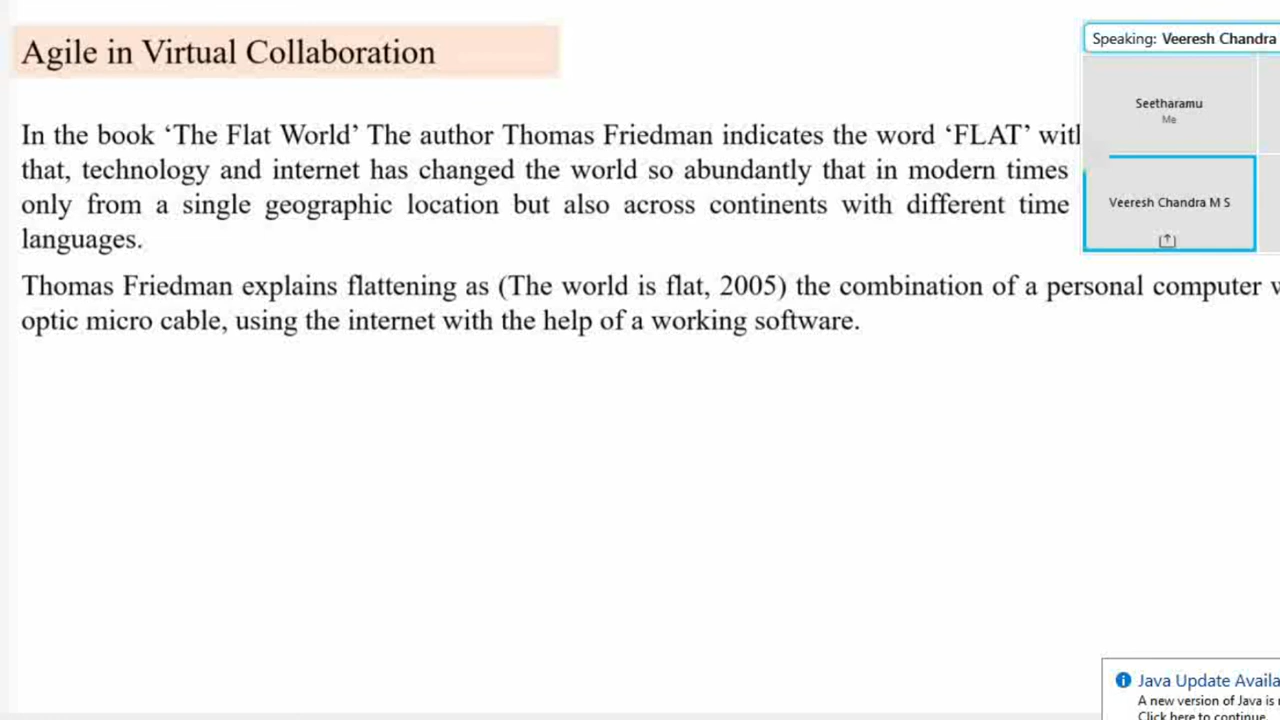 Agile in Virtual Collaboration
In the book ‘The Flat World’ The author Thomas Friedman indicates the word ‘FLAT’
that, technology and internet has changed the world so abundantly that in modern times
only from a single geographic location but also across continents with different time
languages.
Thomas Friedman explains flattening as (The world is flat, 2005) the combination of a personal computer
optic micro cable, using the internet with the help of a working software.
Speaking: Veeresh Chandra
Seetharamu
Me
Veeresh Chandra M S
Java Update
A new version of Java is
Click here to continue